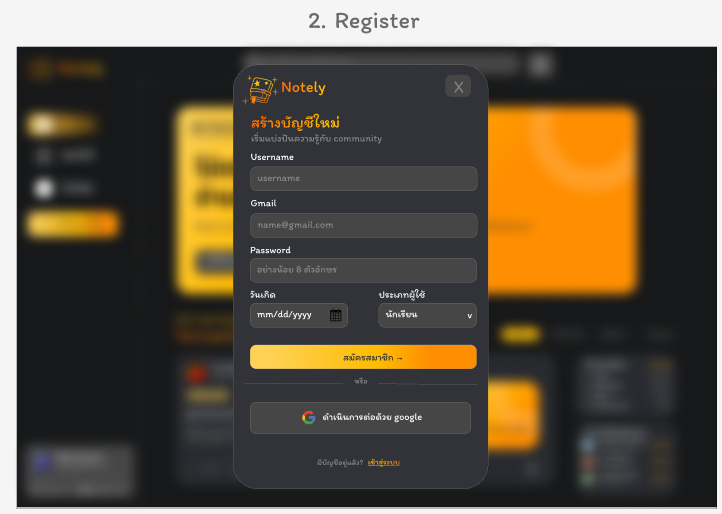 2. Register
Notely
X
สร้างบัญชีใหม่
เริ่มแบ่งปันความรู้กับ community
Username
username
Gmail
name@gmail.com
Password
อย่างน้อย 8 ตัวอักษร
วันเกิด
ประเภทผู้ใช้
mm/dd/yyyy
นักเรียน
v
สมัครสมาชิก →
หรือ
ดำเนินการต่อด้วย google
มีบัญชีอยู่แล้ว? เข้าสู่ระบบ